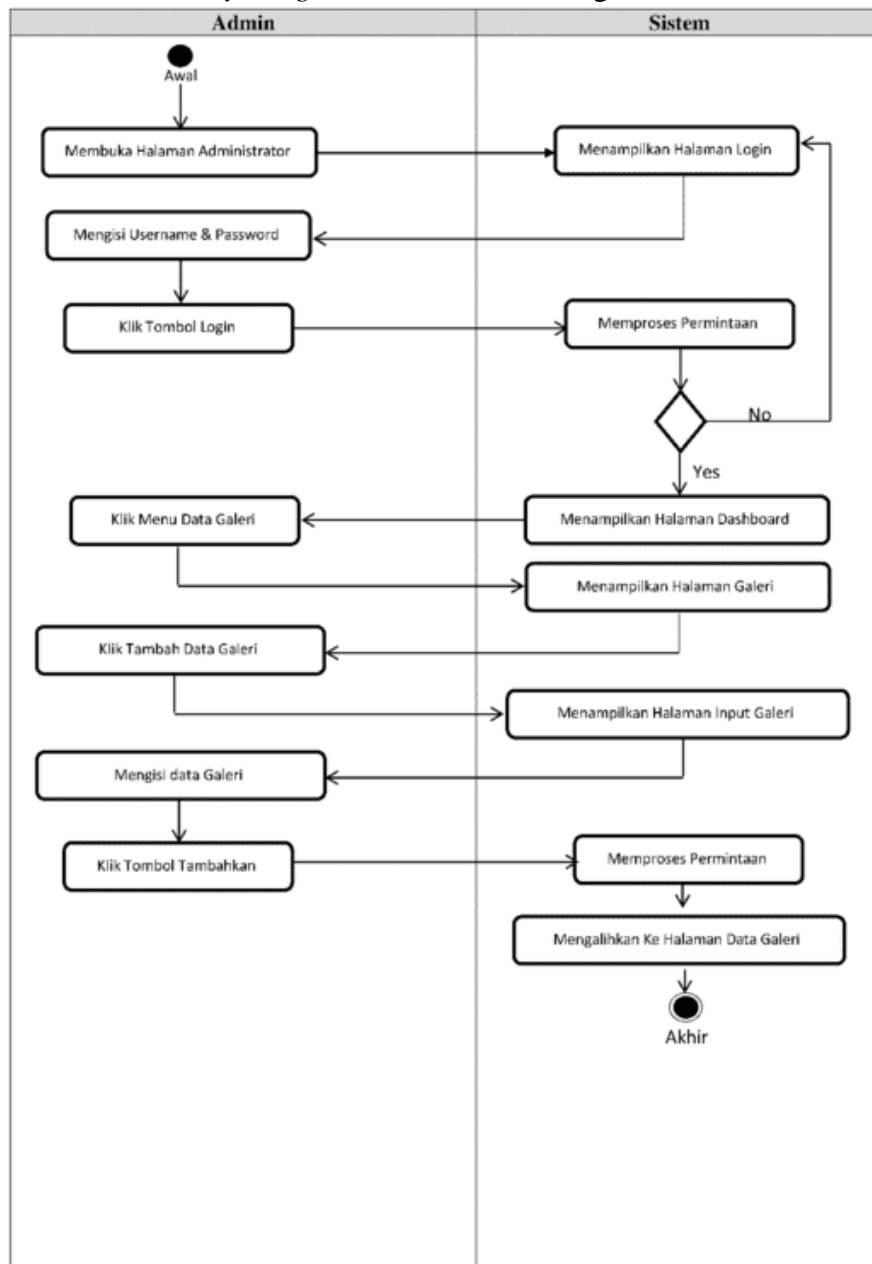 Admin
Sistem
Awal
Membuka Halaman Administrator
Menampilkan Halaman Login
Mengisi Username & Password
Klik Tombol Login
Memproses Permintaan
No
Yes
Klik Menu Data Galeri
Menampilkan Halaman Dashboard
Menampilkan Halaman Galeri
Klik Tambah Data Galeri
Menampilkan Halaman Input Galeri
Mengisi data Galeri
Klik Tombol Tambahkan
Memproses Permintaan
Mengalihkan Ke Halaman Data Galeri
Akhir